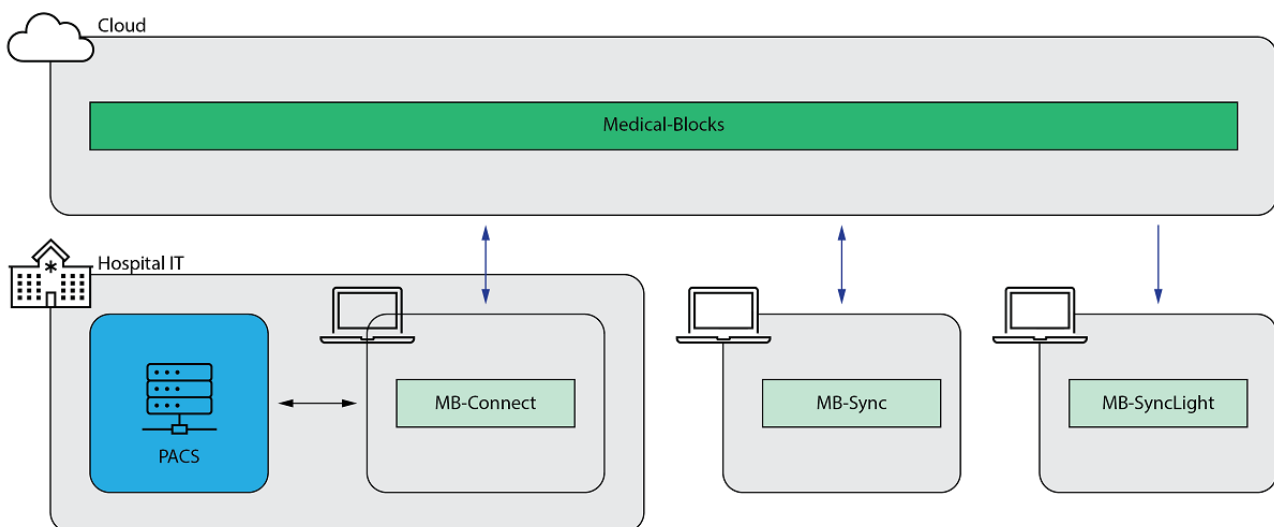 Cloud
Medical-Blocks
Hospital IT
PACS
MB-Connect
MB-Sync
MB-SyncLight